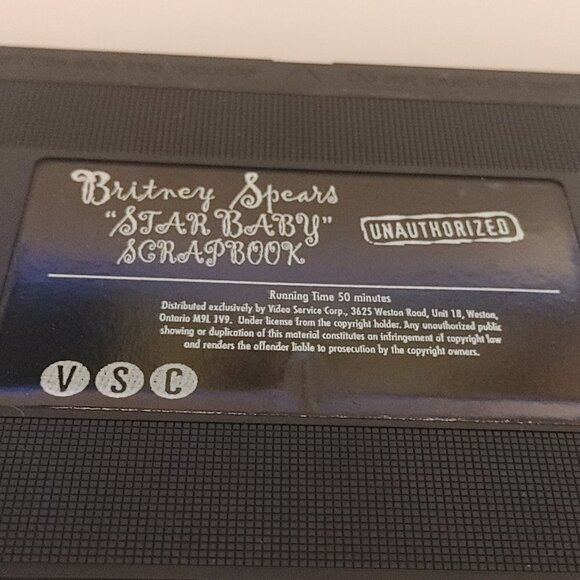 Britney Spears
"STAR BABY"
SCRAPBOOK
UNAUTHORIZED
Running Time 50 minutes
Distributed exclusively by Video Service Corp., 3625 Weston Road, Unit 18, Weston,
Ontario M9L 1V9. Under license from the copyright holder. Any unauthorized public
showing or duplication of this material constitutes an infringement of copyright law
and renders the offender liable to prosecution by the copyright owners.
V S C